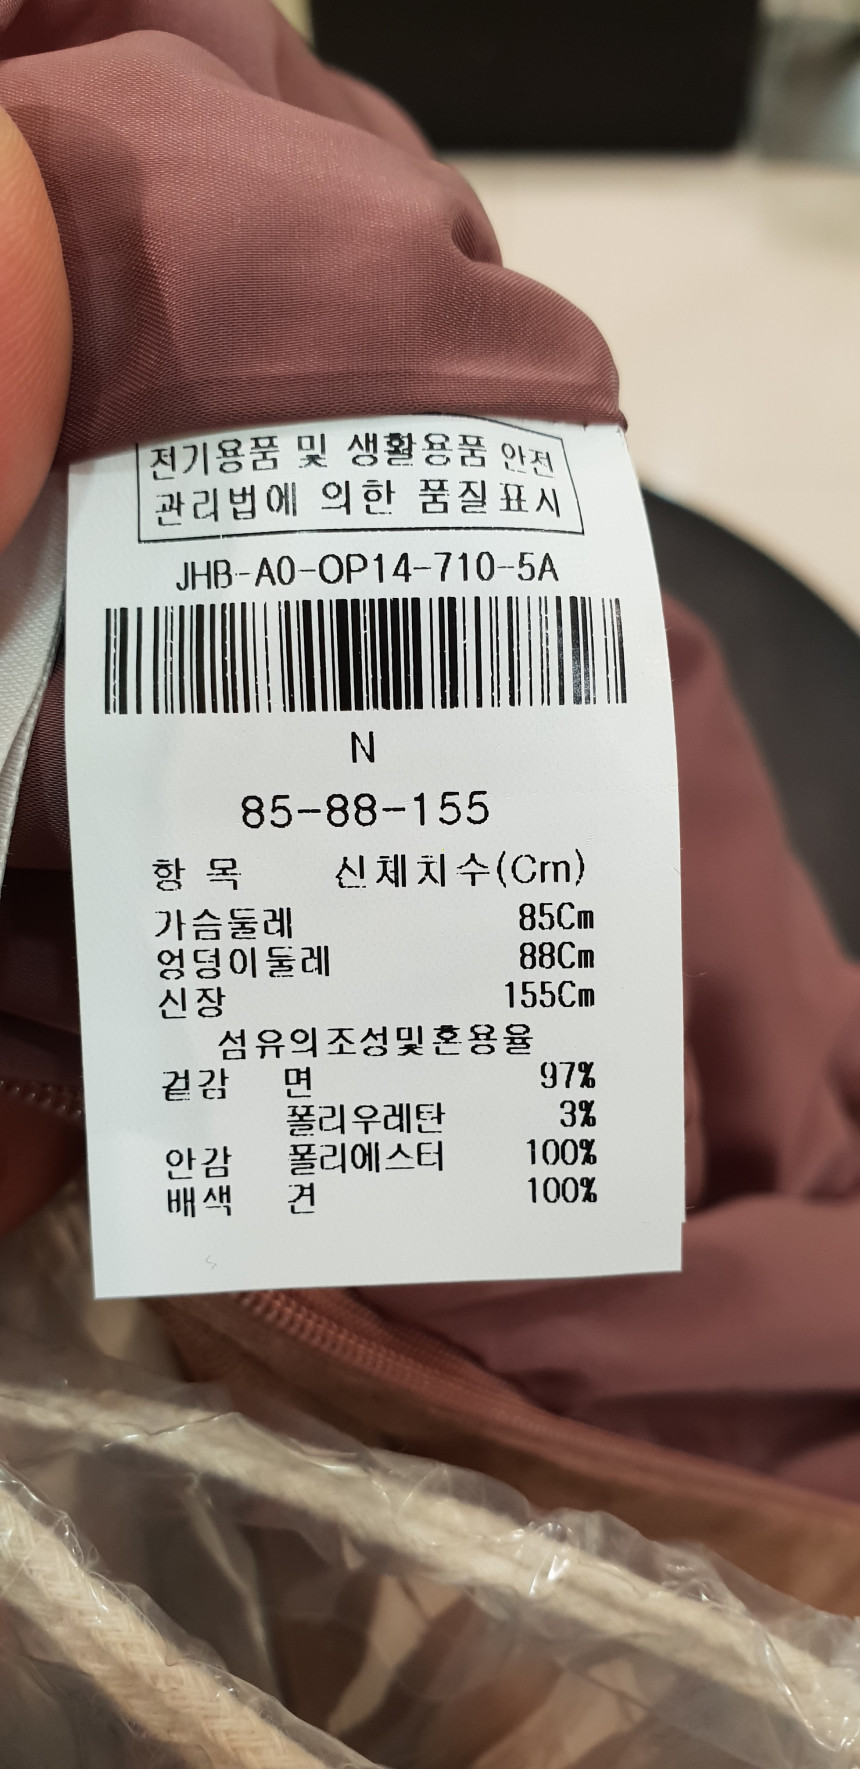 전기용품 및 생활용품 안전
관리법에 의한 품질표시
JHB-A0-OP14-710-5A
N
85-88-155
항 목 신체치수(Cm)
가슴둘레 85Cm
엉덩이둘레 88Cm
신장 155Cm
섬유의조성및혼용율
겉감 면 97%
폴리우레탄 3%
안감 폴리에스터 100%
배색 견 100%